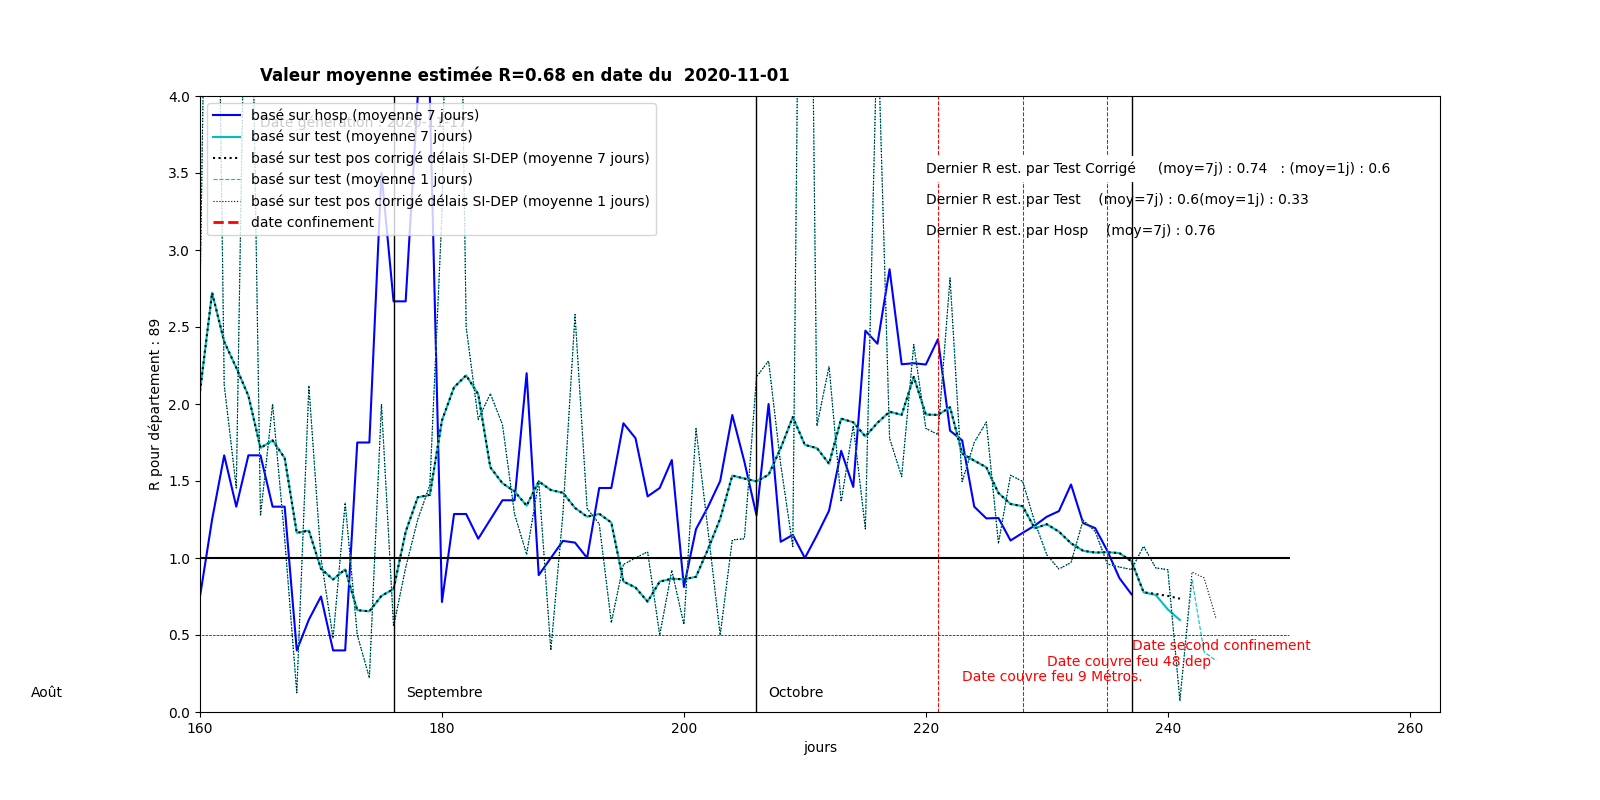 Valeur moyenne estimée R=0.68 en date du  2020-11-01
4.0
3.5
3.0
2.5
2.0
1.5
1.0
0.5
0.0
R pour département : 89
basé sur hosp (moyenne 7 jours)
basé sur test (moyenne 7 jours)
basé sur test pos corrigé délais SI-DEP (moyenne 7 jours)
basé sur test (moyenne 1 jours)
basé sur test pos corrigé délais SI-DEP (moyenne 1 jours)
date confinement
Dernier R est. par Test Corrigé     (moy=7j) : 0.74   : (moy=1j) : 0.6
Dernier R est. par Test    (moy=7j) : 0.6(moy=1j) : 0.33
Dernier R est. par Hosp    (moy=7j) : 0.76
Date second confinement
Date couvre feu 48 dep
Date couvre feu 9 Métros.
Août
Septembre
Octobre
160 180 200 220 240 260
jours